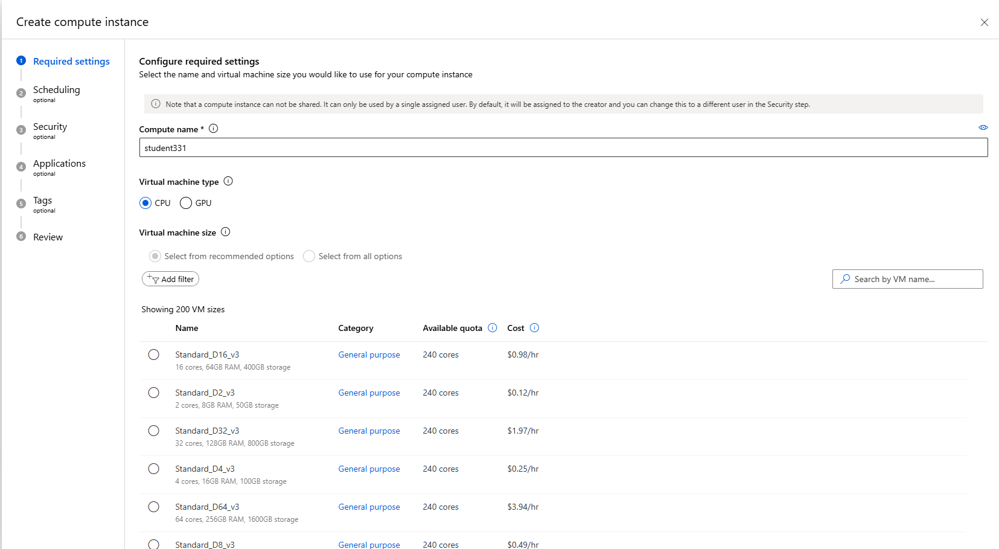 Create compute instance
1 Required settings
2 Scheduling
optional
3 Security
optional
4 Applications
optional
5 Tags
optional
6 Review
Configure required settings
Select the name and virtual machine size you would like to use for your compute instance
Note that a compute instance can not be shared. It can only be used by a single assigned user. By default, it will be assigned to the creator and you can change this to a different user in the Security step.
Compute name *
student331
Virtual machine type
CPU GPU
Virtual machine size
Select from recommended options Select from all options
Add filter Search by VM name...
Showing 200 VM sizes
Name Category Available quota Cost
Standard_D16_v3 General purpose 240 cores $0.98/hr
16 cores, 64GB RAM, 400GB storage
Standard_D2_v3 General purpose 240 cores $0.12/hr
2 cores, 8GB RAM, 50GB storage
Standard_D32_v3 General purpose 240 cores $1.97/hr
32 cores, 128GB RAM, 800GB storage
Standard_D4_v3 General purpose 240 cores $0.25/hr
4 cores, 16GB RAM, 100GB storage
Standard_D64_v3 General purpose 240 cores $3.94/hr
64 cores, 256GB RAM, 1600GB storage
Standard_D8_v3 General purpose 240 cores $0.49/hr